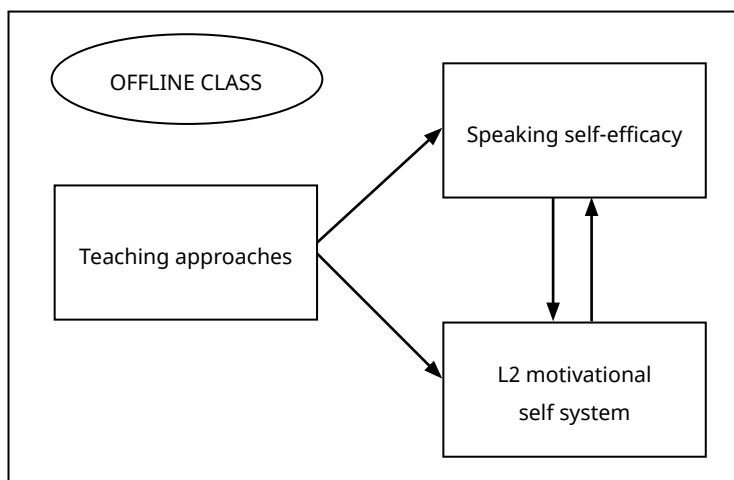 OFFLINE CLASS
Speaking self-efficacy
Teaching approaches
L2 motivational
self system